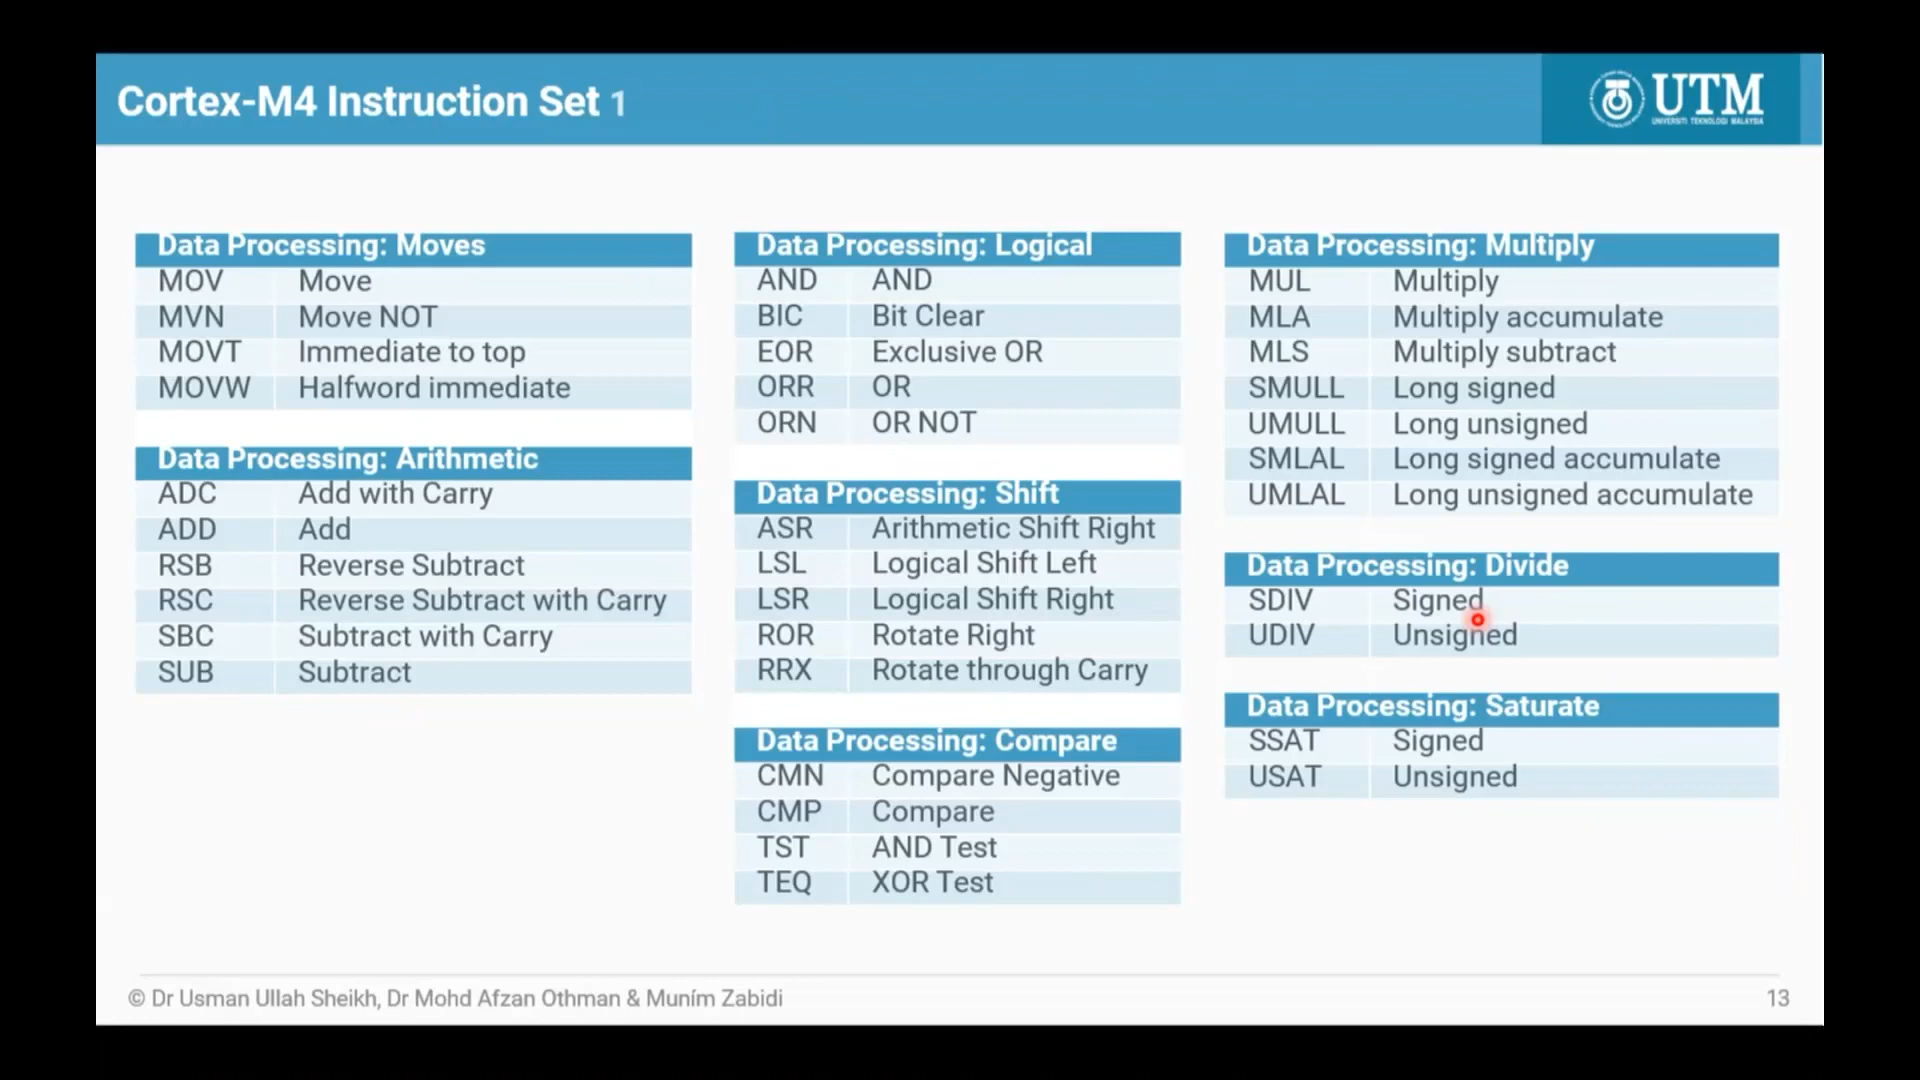 Cortex-M4 Instruction Set 1
UTM
UNIVERSITI TEKNOLOGI MALAYSIA
Data Processing: Moves
MOV Move
MVN Move NOT
MOVT Immediate to top
MOVW Halfword immediate
Data Processing: Arithmetic
ADC Add with Carry
ADD Add
RSB Reverse Subtract
RSC Reverse Subtract with Carry
SBC Subtract with Carry
SUB Subtract
Data Processing: Logical
AND AND
BIC Bit Clear
EOR Exclusive OR
ORR OR
ORN OR NOT
Data Processing: Shift
ASR Arithmetic Shift Right
LSL Logical Shift Left
LSR Logical Shift Right
ROR Rotate Right
RRX Rotate through Carry
Data Processing: Compare
CMN Compare Negative
CMP Compare
TST AND Test
TEQ XOR Test
Data Processing: Multiply
MUL Multiply
MLA Multiply accumulate
MLS Multiply subtract
SMULL Long signed
UMULL Long unsigned
SMLAL Long signed accumulate
UMLAL Long unsigned accumulate
Data Processing: Divide
SDIV Signed
UDIV Unsigned
Data Processing: Saturate
SSAT Signed
USAT Unsigned
© Dr Usman Ullah Sheikh, Dr Mohd Afzan Othman & Muním Zabidi
13